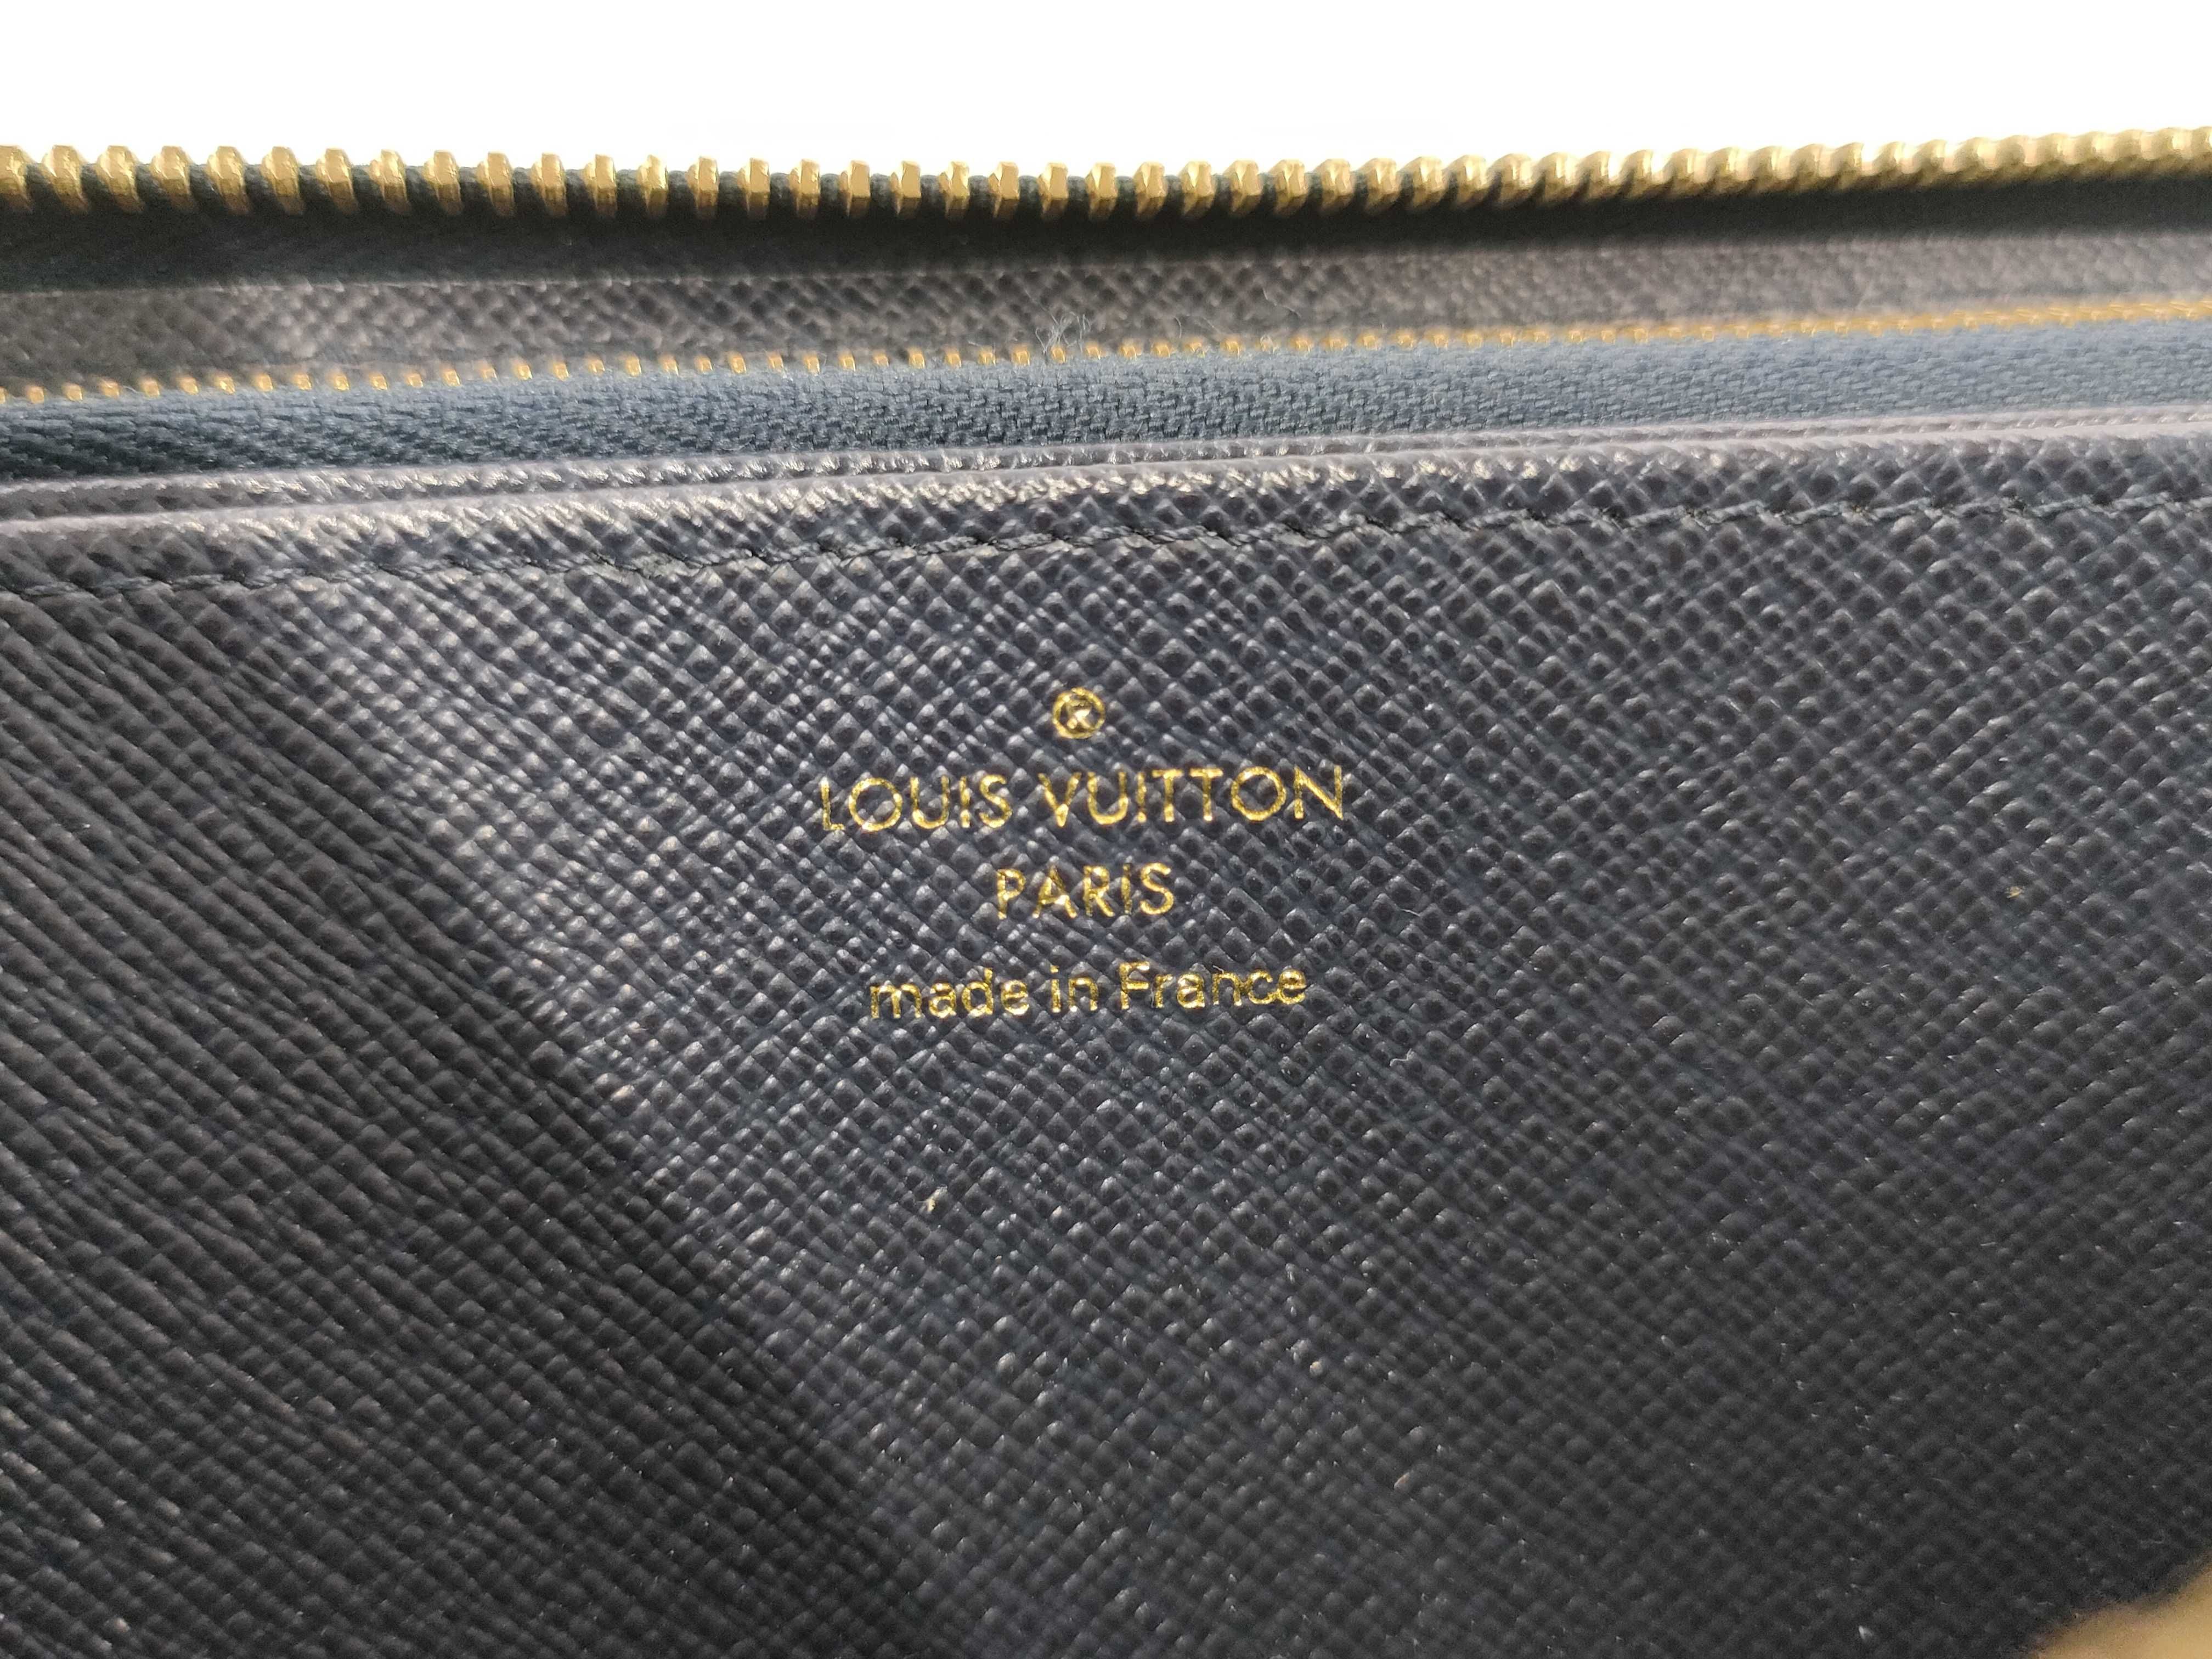 ®
LOUIS VUITTON
PARIS
made in France